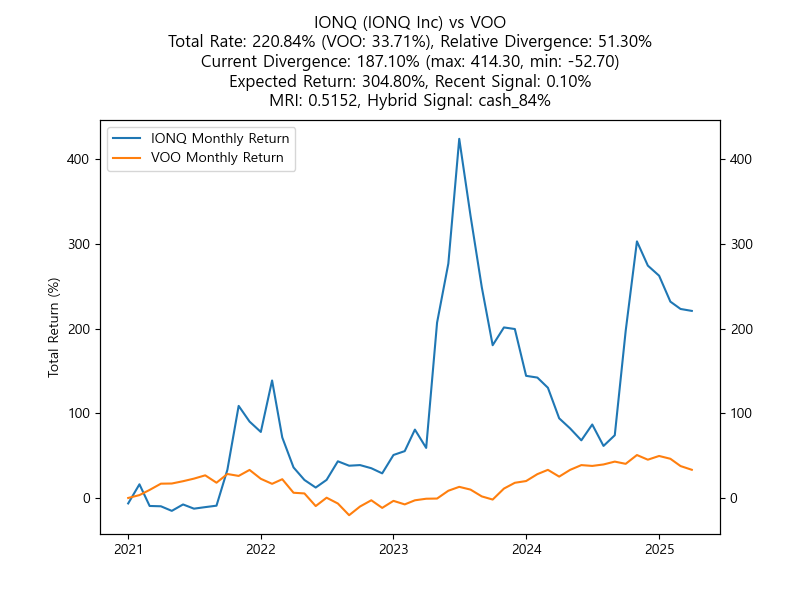 IONQ (IONQ Inc) vs VOO
Total Rate: 220.84% (VOO: 33.71%), Relative Divergence: 51.30%
Current Divergence: 187.10% (max: 414.30, min: -52.70)
Expected Return: 304.80%, Recent Signal: 0.10%
MRI: 0.5152, Hybrid Signal: cash_84%
IONQ Monthly Return
VOO Monthly Return
Total Return (%)
400
300
200
100
0
400
300
200
100
0
2021
2022
2023
2024
2025